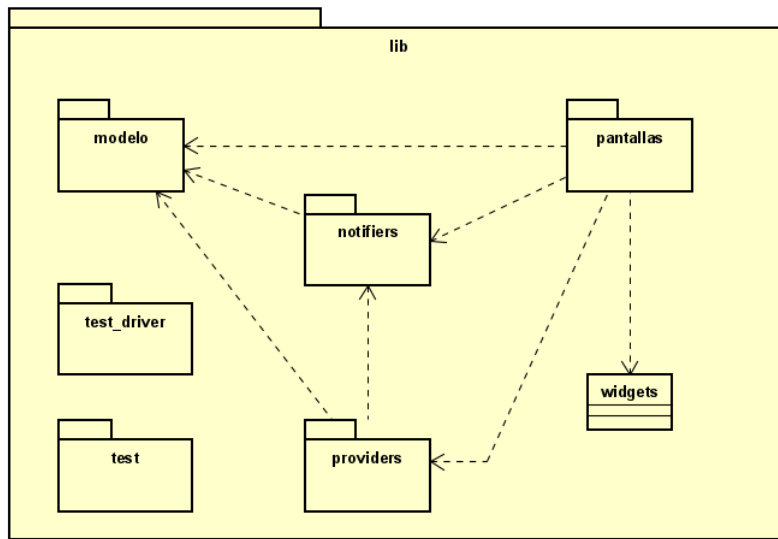 lib
modelo
pantallas
notifiers
test_driver
widgets
test
providers